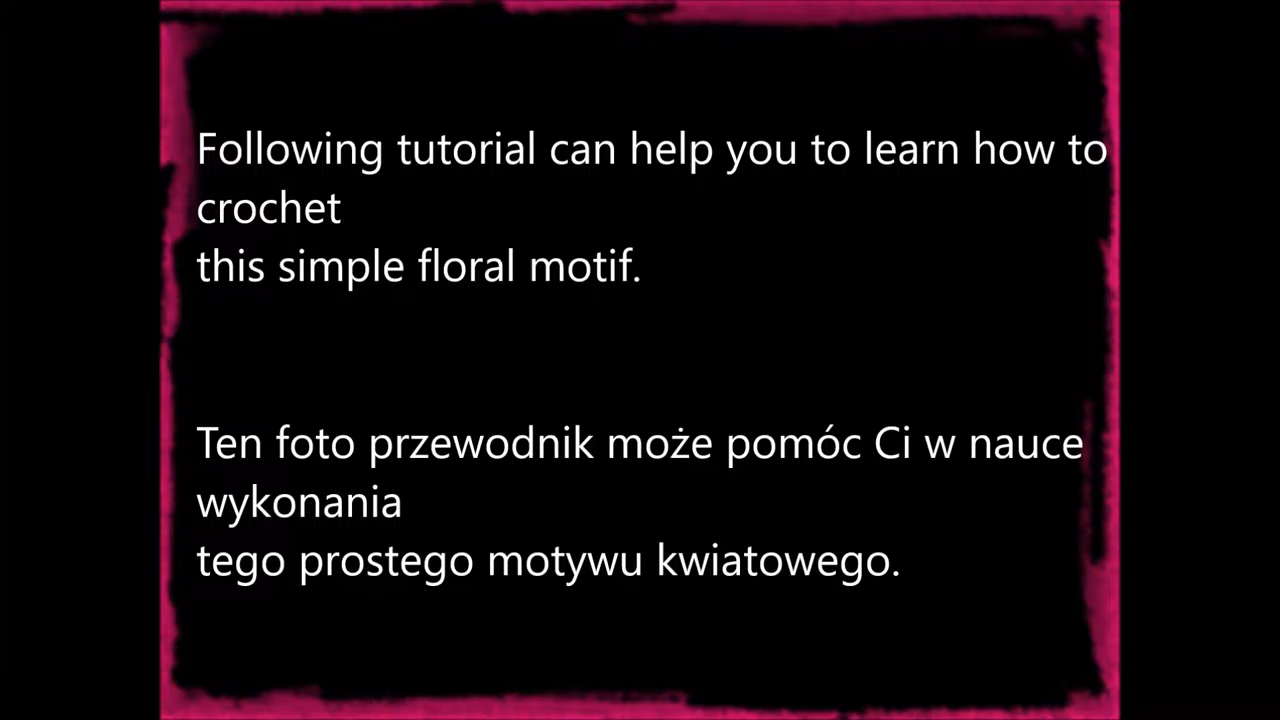 Following tutorial can help you to learn how to
crochet
this simple floral motif.
Ten foto przewodnik może pomóc Ci w nauce
wykonania
tego prostego motywu kwiatowego.